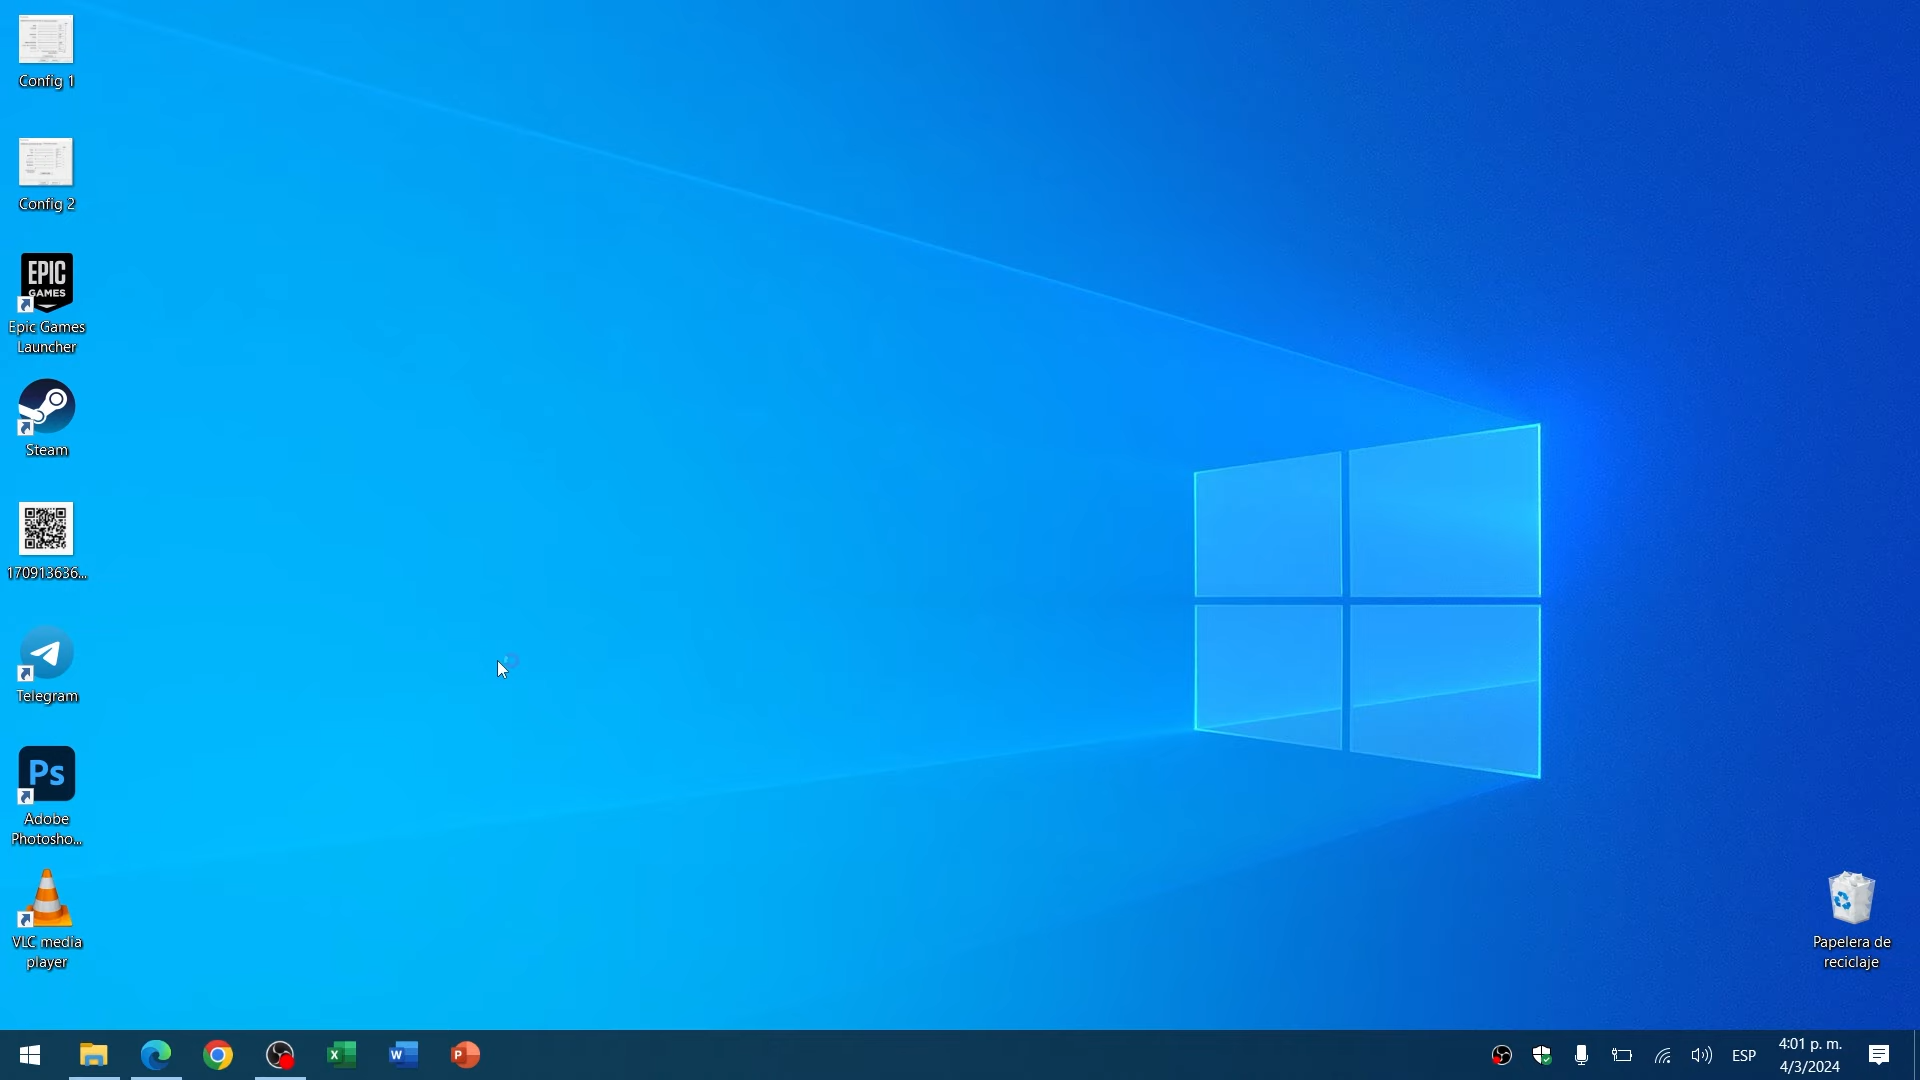 Config 1
Config 2
EPIC
GAMES
Epic Games
Launcher
Steam
170913636...
Telegram
Ps
Adobe
Photosho...
VLC media
player
Papelera de
reciclaje
ESP
4:01 p. m.
4/3/2024